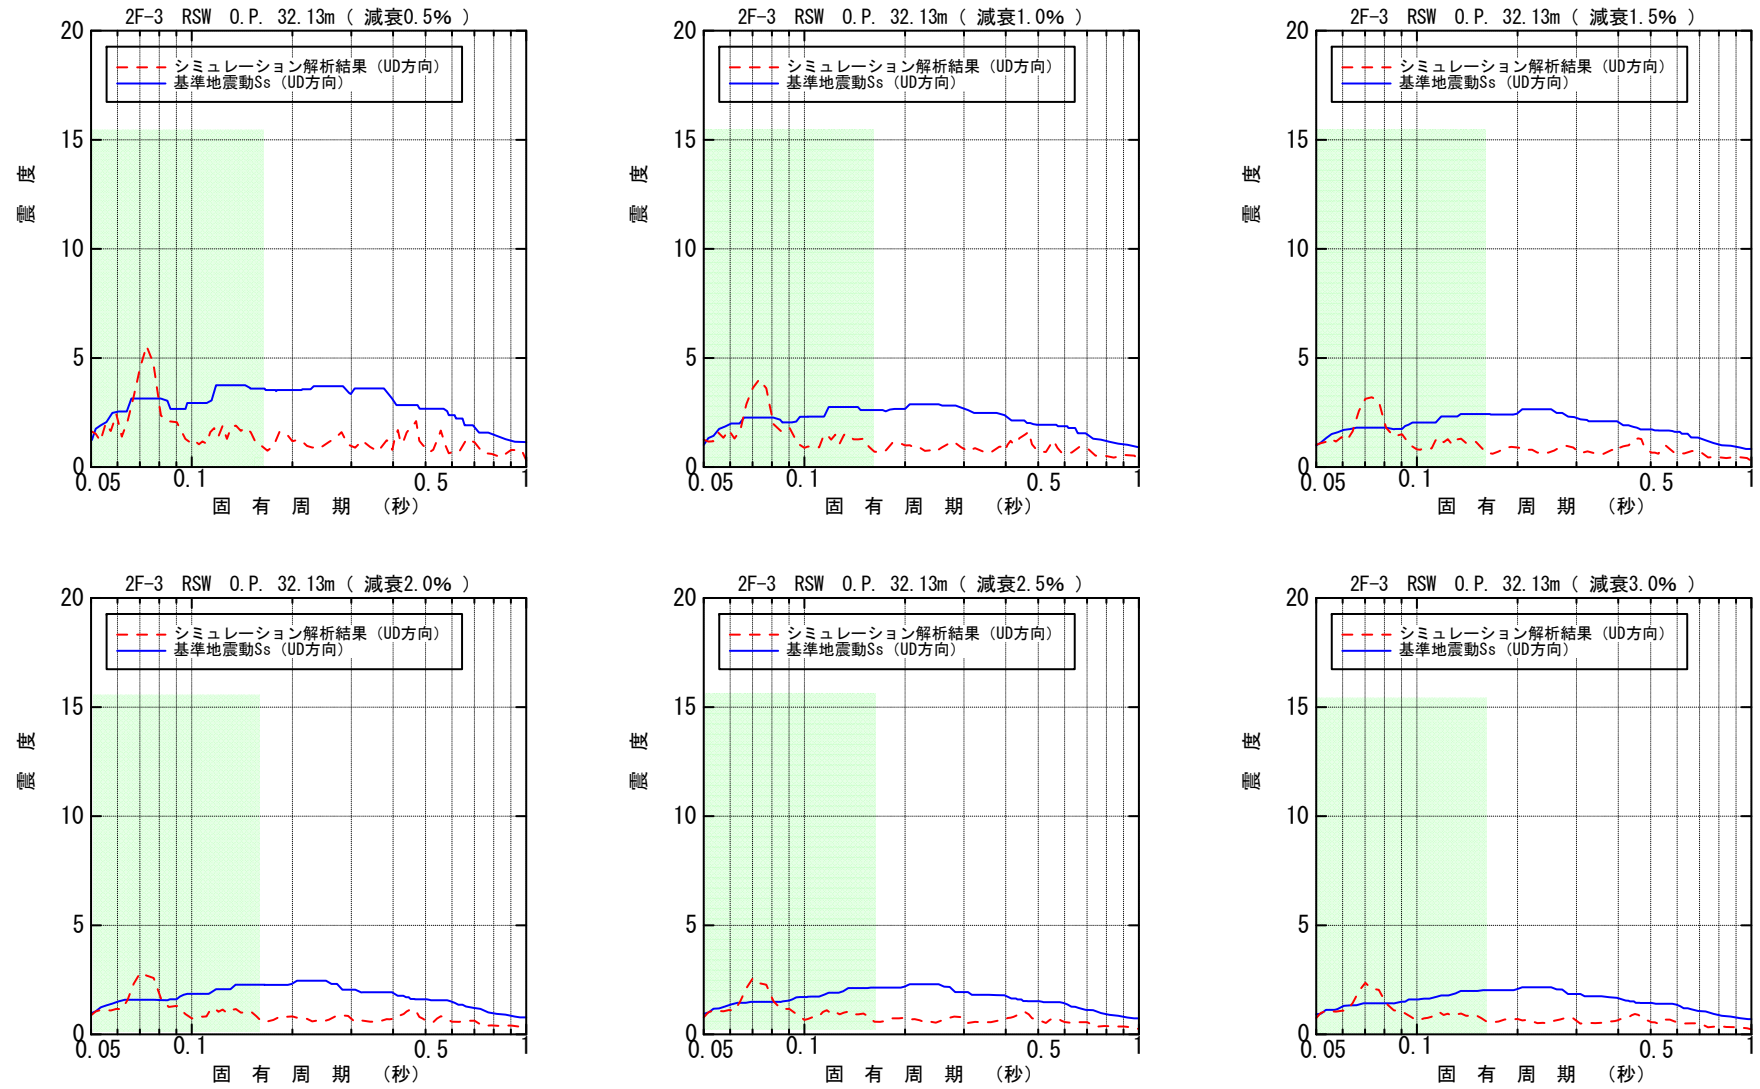 2F-3 RSW O.P. 32.13m ( 減衰0.5% )
20
シミュレーション解析結果 (UD方向)
基準地震動Ss (UD方向)
15
震 度
10
5
0
0.05 0.1 0.5 1
固 有 周 期 (秒)
2F-3 RSW O.P. 32.13m ( 減衰1.0% )
20
シミュレーション解析結果 (UD方向)
基準地震動Ss (UD方向)
15
震 度
10
5
0
0.05 0.1 0.5 1
固 有 周 期 (秒)
2F-3 RSW O.P. 32.13m ( 減衰1.5% )
20
シミュレーション解析結果 (UD方向)
基準地震動Ss (UD方向)
15
震 度
10
5
0
0.05 0.1 0.5 1
固 有 周 期 (秒)
2F-3 RSW O.P. 32.13m ( 減衰2.0% )
20
シミュレーション解析結果 (UD方向)
基準地震動Ss (UD方向)
15
震 度
10
5
0
0.05 0.1 0.5 1
固 有 周 期 (秒)
2F-3 RSW O.P. 32.13m ( 減衰2.5% )
20
シミュレーション解析結果 (UD方向)
基準地震動Ss (UD方向)
15
震 度
10
5
0
0.05 0.1 0.5 1
固 有 周 期 (秒)
2F-3 RSW O.P. 32.13m ( 減衰3.0% )
20
シミュレーション解析結果 (UD方向)
基準地震動Ss (UD方向)
15
震 度
10
5
0
0.05 0.1 0.5 1
固 有 周 期 (秒)